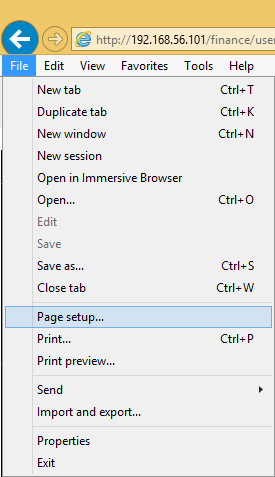 http://192.168.56.101/finance/use
File Edit View Favorites Tools Help
New tab Ctrl+T
Duplicate tab Ctrl+K
New window Ctrl+N
New session
Open in Immersive Browser
Open... Ctrl+O
Edit
Save
Save as... Ctrl+S
Close tab Ctrl+W
Page setup...
Print... Ctrl+P
Print preview...
Send
Import and export...
Properties
Exit